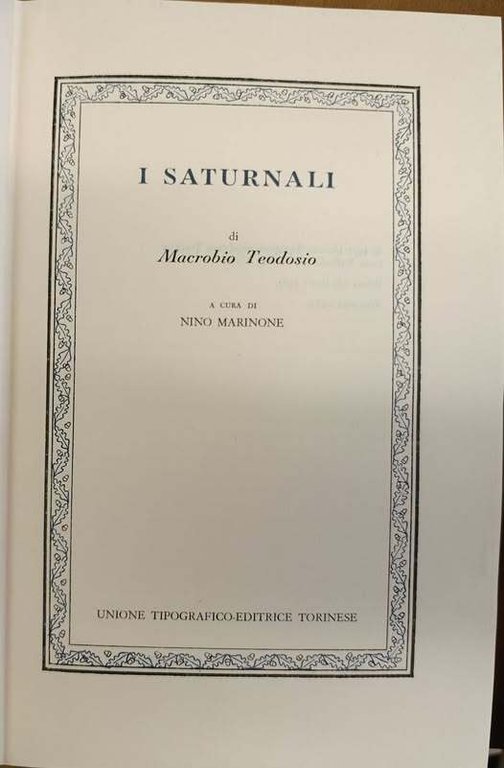 I SATURNALI
di
Macrobio Teodosio
A CURA DI
NINO MARINONE
UNIONE TIPOGRAFICO-EDITRICE TORINESE